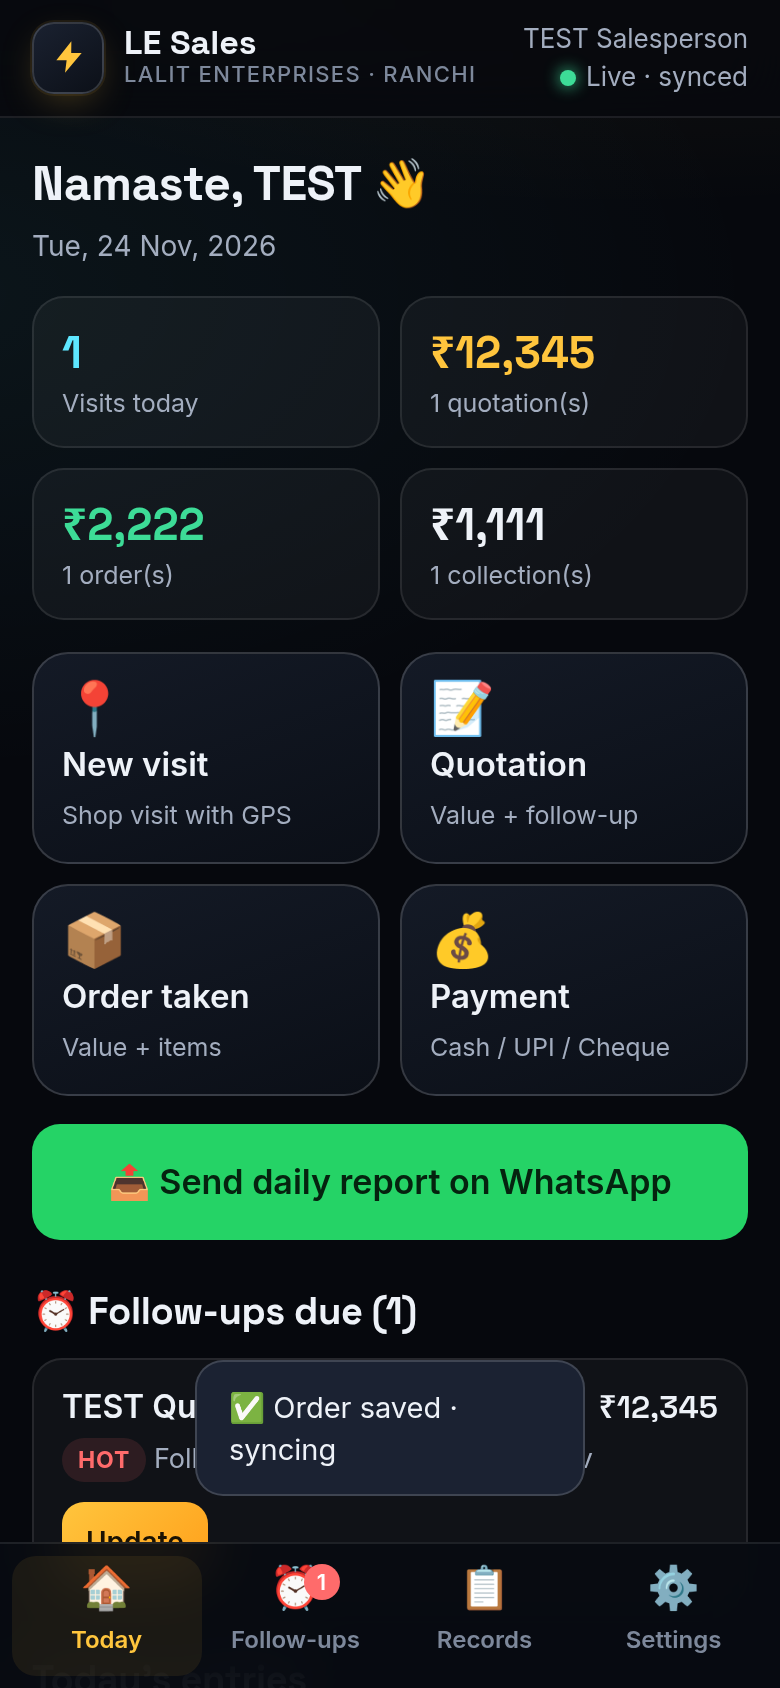 LE Sales
LALIT ENTERPRISES · RANCHI
TEST Salesperson
Live · synced
Namaste, TEST 👋
Tue, 24 Nov, 2026
1
Visits today
₹12,345
1 quotation(s)
₹2,222
1 order(s)
₹1,111
1 collection(s)
New visit
Shop visit with GPS
Quotation
Value + follow-up
Order taken
Value + items
Payment
Cash / UPI / Cheque
📤 Send daily report on WhatsApp
⏰ Follow-ups due (1)
TEST
₹12,345
HOT
✅ Order saved ·
syncing
Update
Today
1
Follow-ups
Records
Settings
Today's entries